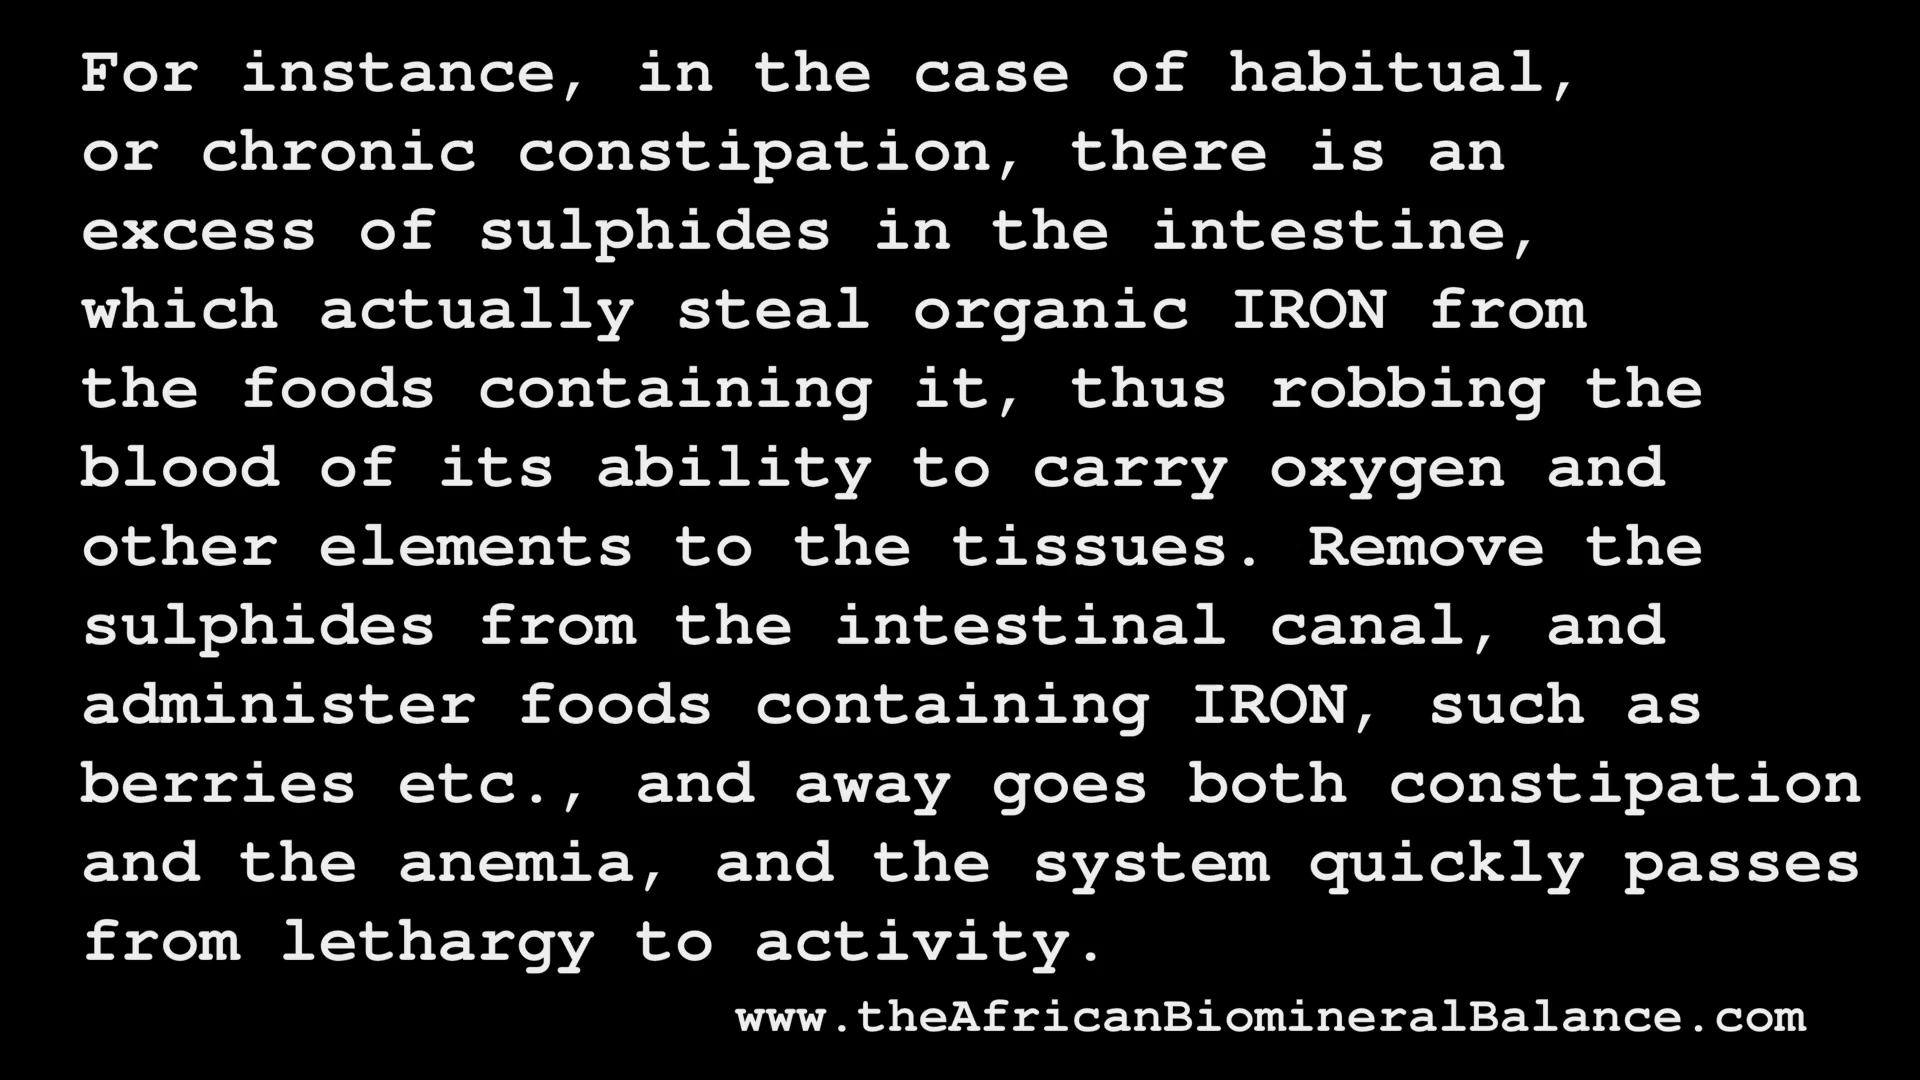 For instance, in the case of habitual,
or chronic constipation, there is an
excess of sulphides in the intestine,
which actually steal organic IRON from
the foods containing it, thus robbing the
blood of its ability to carry oxygen and
other elements to the tissues. Remove the
sulphides from the intestinal canal, and
administer foods containing IRON, such as
berries etc., and away goes both constipation
and the anemia, and the system quickly passes
from lethargy to activity.
www.theAfricanBiomineralBalance.com